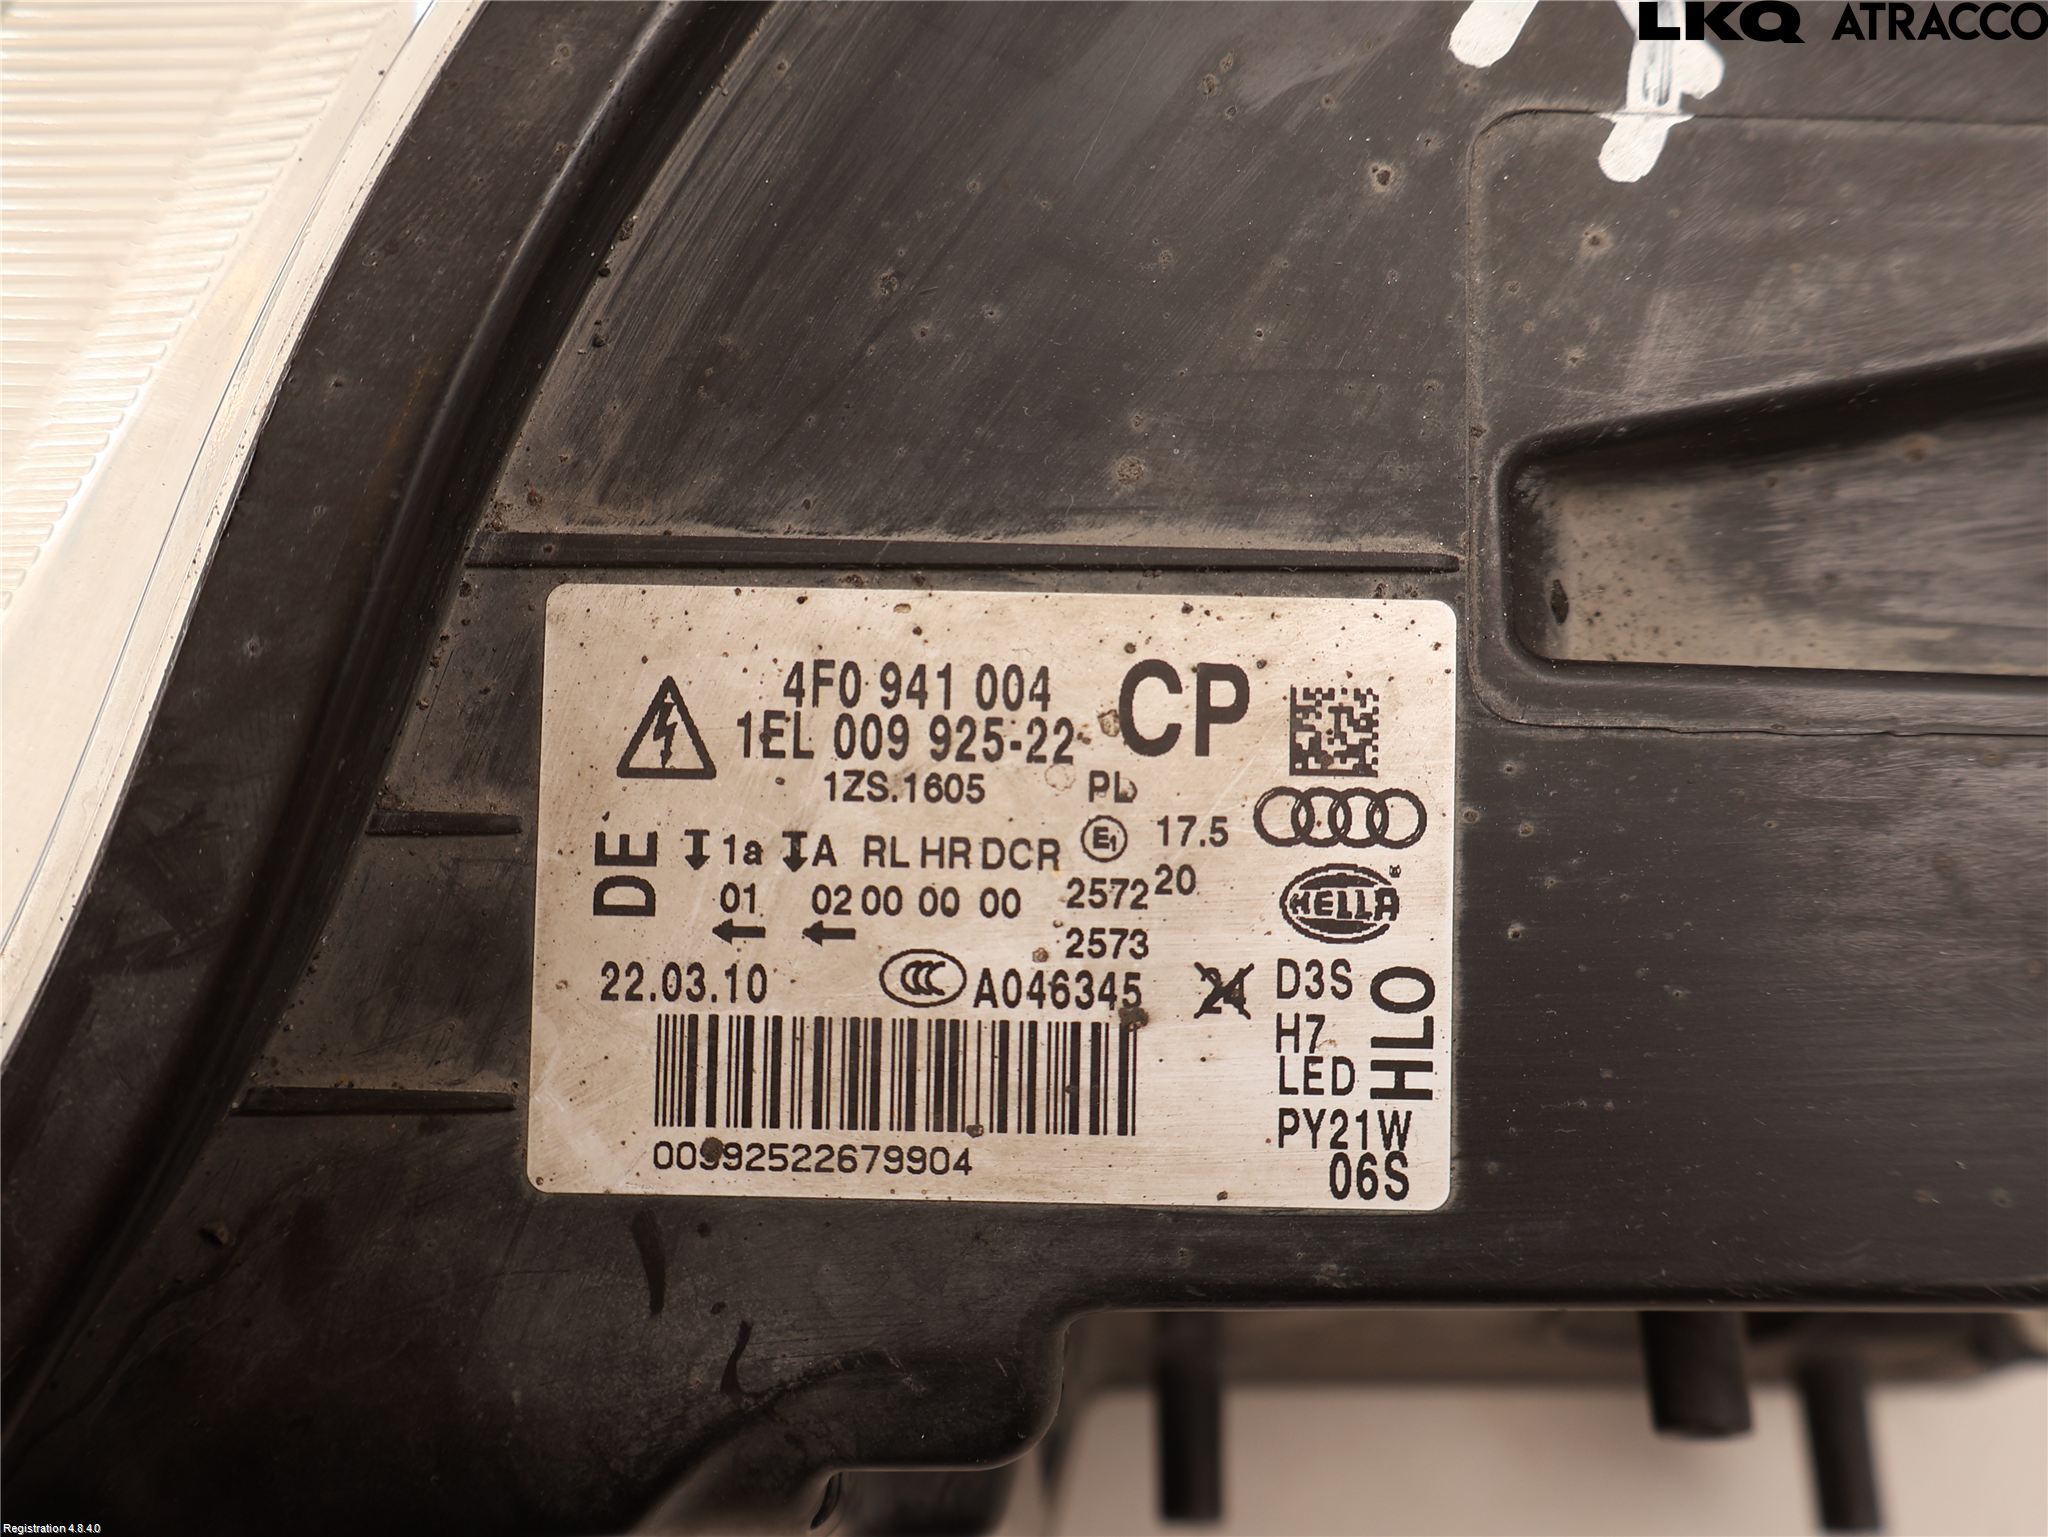 LKQ ATRACCO
4F0 941 004 CP
1EL 009 925-22
1ZS.1605 PL
DE 1a A RL HR DCR E1 17.5
01 02 00 00 00 2572 20
2573
HELLA ®
22.03.10 CCC A046345 24 D3S
H7
LED
HLO
PY21W
06S
00992522679904
Registration 4.8.4.0